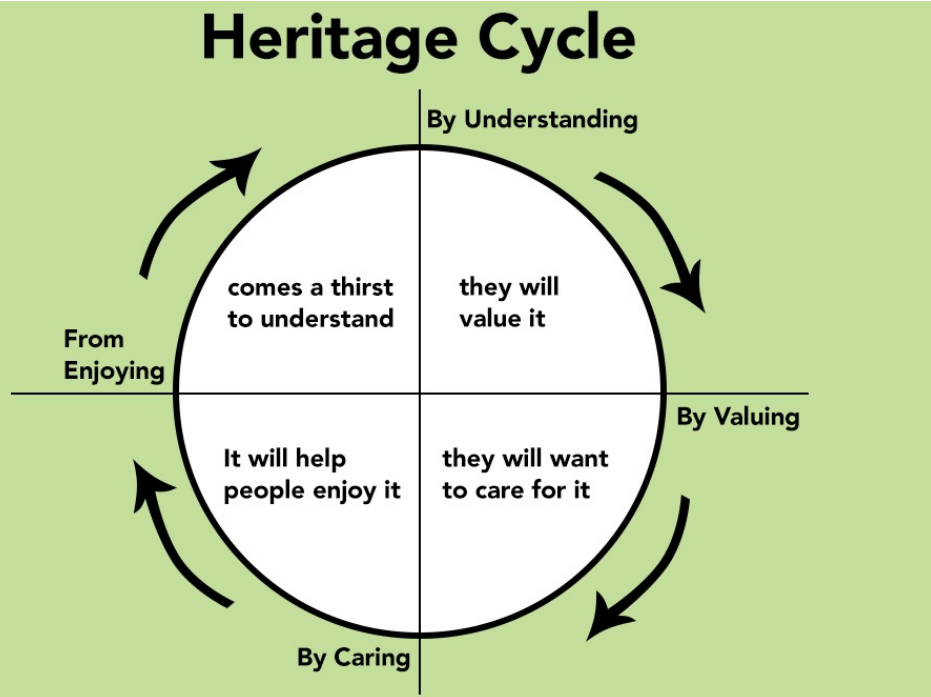 Heritage Cycle
By Understanding
comes a thirst
to understand
they will
value it
From
Enjoying
By Valuing
It will help
people enjoy it
they will want
to care for it
By Caring